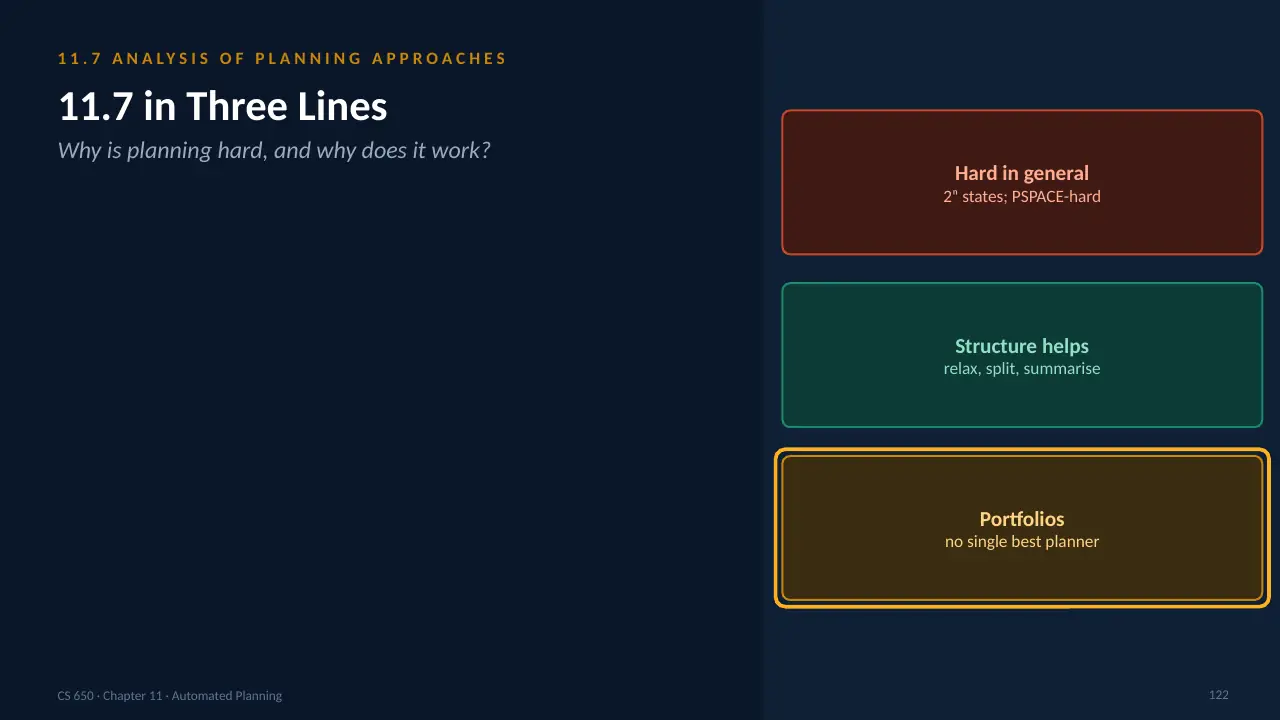 11.7 ANALYSIS OF PLANNING APPROACHES
11.7 in Three Lines
Why is planning hard, and why does it work?
Hard in general
2ⁿ states; PSPACE-hard
Structure helps
relax, split, summarise
Portfolios
no single best planner
CS 650 · Chapter 11 · Automated Planning
122